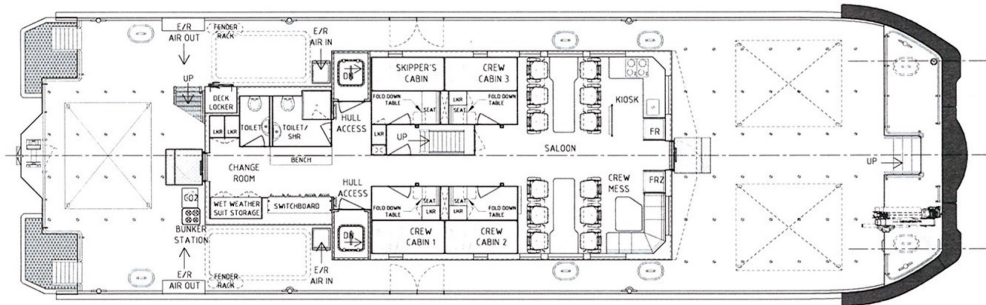 E/R
AIR OUT
FENDER
RACK
E/R
AIR IN
UP
DECK
LOCKER
DN
SKIPPER'S
CABIN
CREW
CABIN 3
FOLD DOWN
TABLE
SEAT
LKR
SEAT
FOLD DOWN
TABLE
KIOSK
LKR
LKR
TOILET
TOILET/
SHR
HULL
ACCESS
LKR
UP
FR
BENCH
SALOON
UP
CHANGE
ROOM
HULL
ACCESS
CREW
MESS
FRZ
CO2
WET WEATHER
SUIT STORAGE
SWITCHBOARD
FOLD DOWN
TABLE
SEAT
LKR
SEAT
LKR
FOLD DOWN
TABLE
BUNKER
STATION
DN
CREW
CABIN 1
CREW
CABIN 2
E/R
AIR OUT
FENDER
RACK
E/R
AIR IN